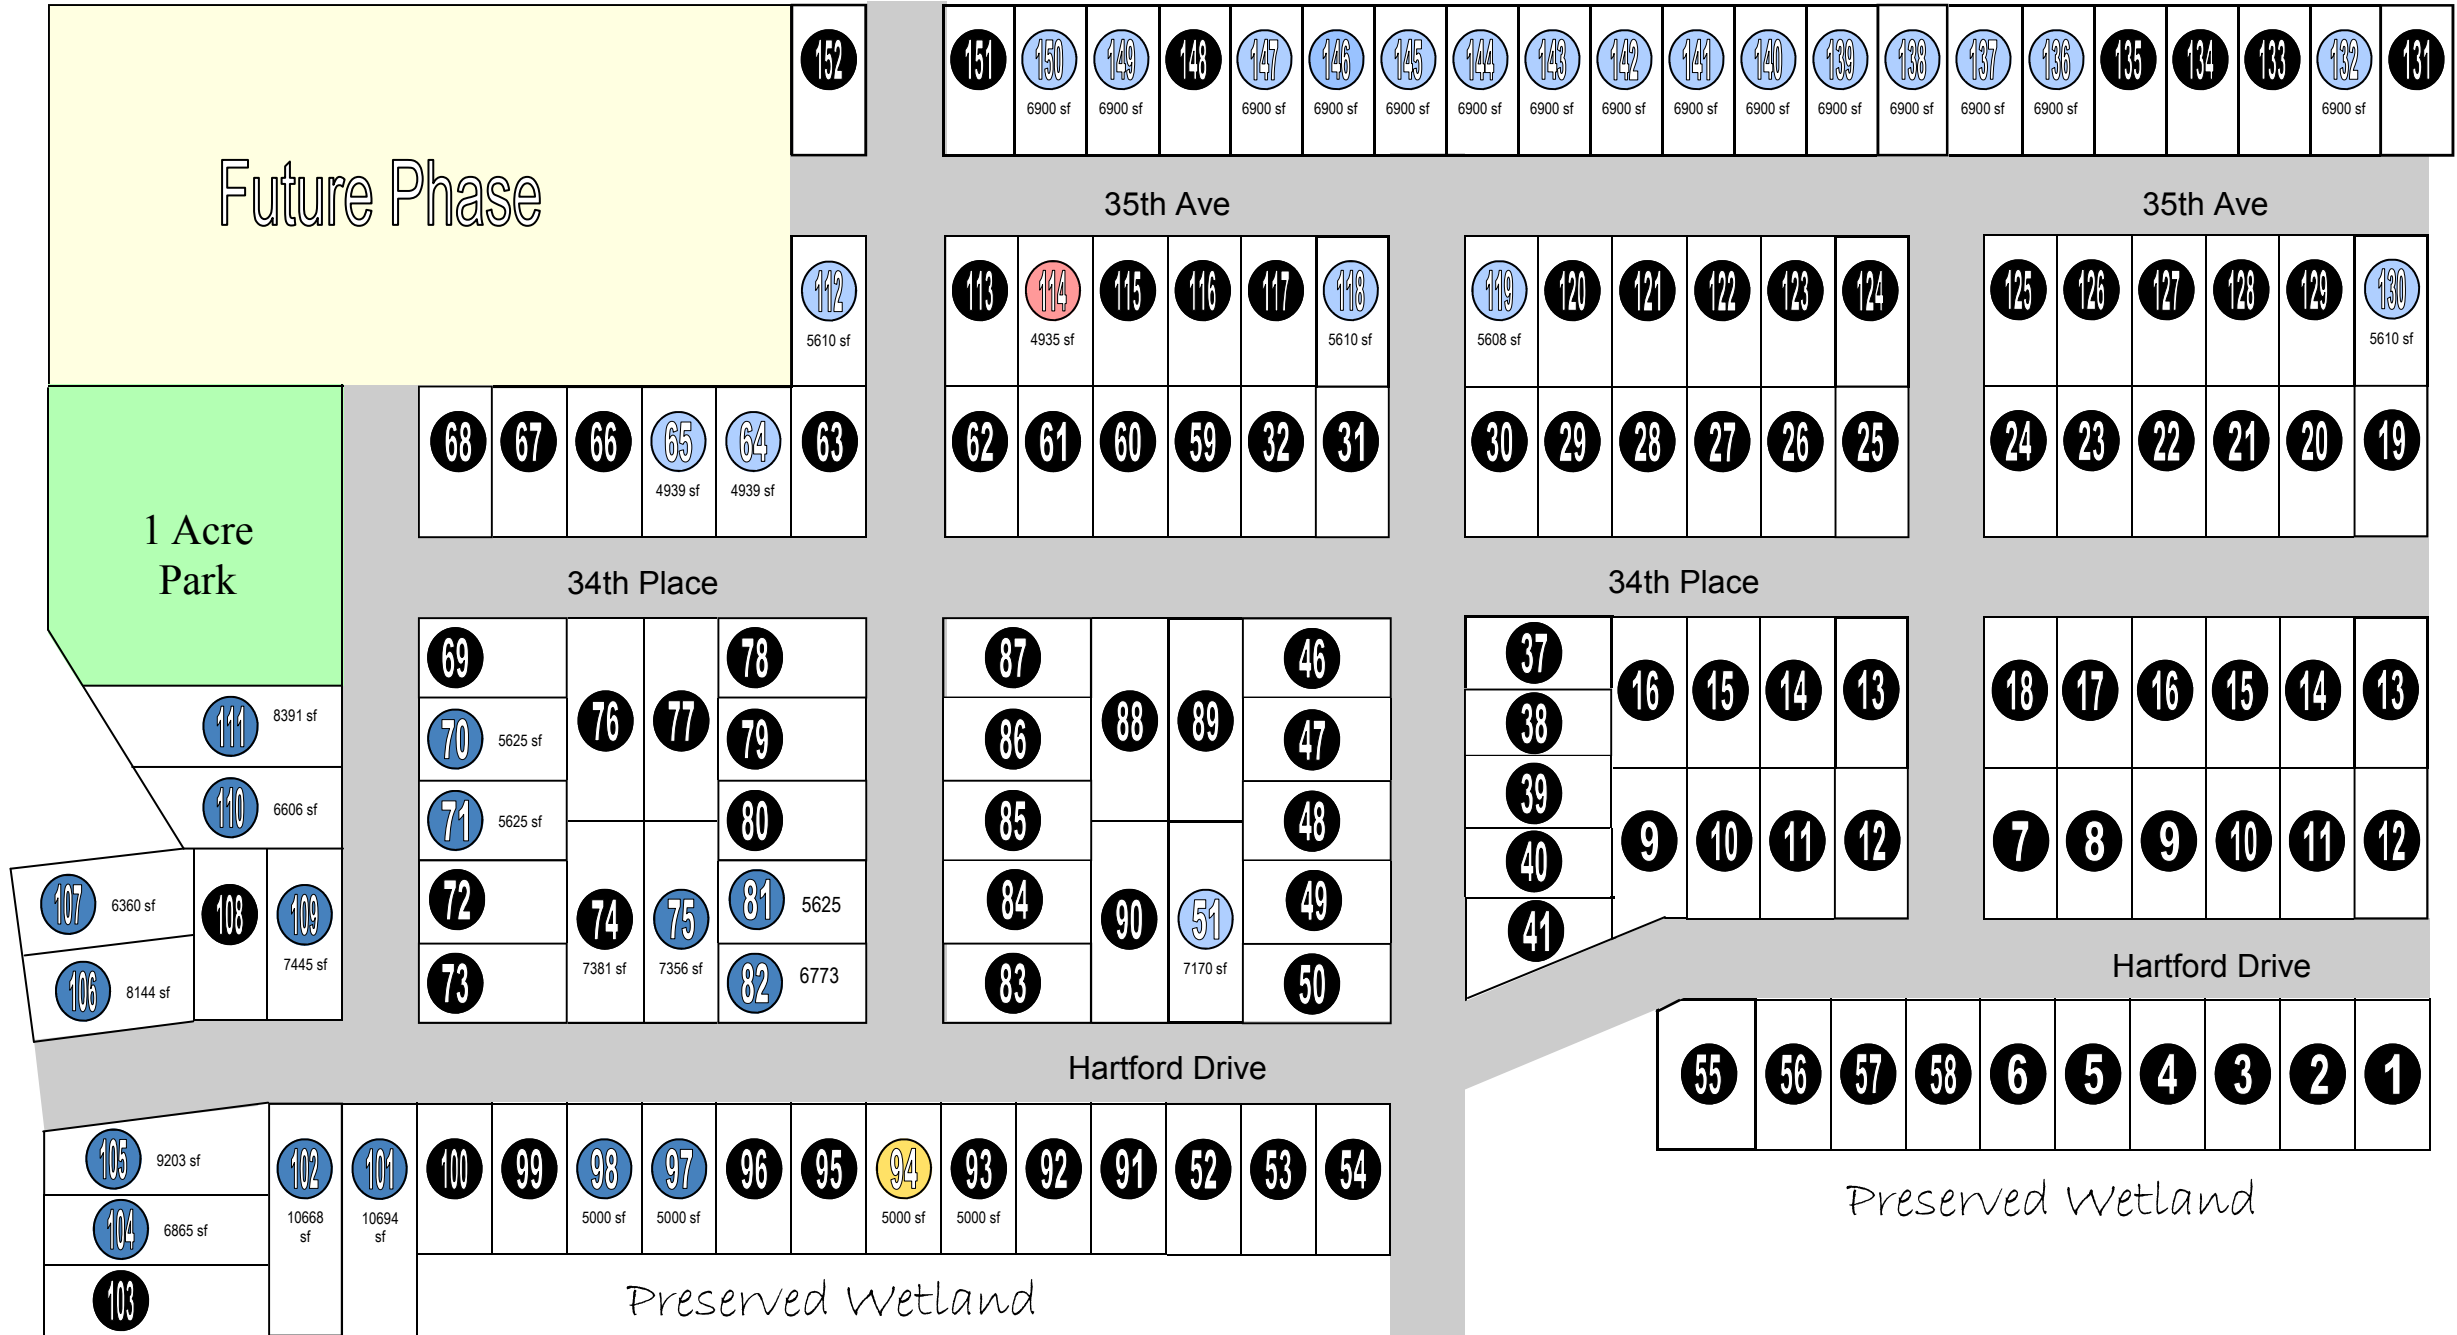 152 151 150 149 148 147 146 145 144 143 142 141 140 139 138 137 136 135 134 133 132 131
6900 sf 6900 sf 6900 sf 6900 sf 6900 sf 6900 sf 6900 sf 6900 sf 6900 sf 6900 sf 6900 sf 6900 sf 6900 sf 6900 sf 6900 sf
Future Phase
35th Ave 35th Ave
112 113 114 115 116 117 118 119 120 121 122 123 124 125 126 127 128 129 130
5610 sf 4935 sf 5610 sf 5608 sf 5610 sf
68 67 66 65 64 63 62 61 60 59 32 31 30 29 28 27 26 25 24 23 22 21 20 19
4939 sf 4939 sf
1 Acre
Park
34th Place 34th Place
69 78 87 46 37
76 77 88 89 16 15 14 13 18 17 16 15 14 13
111 8391 sf 70 5625 sf 79 86 47 38
110 6606 sf 71 5625 sf 80 85 48 39
9 10 11 12 7 8 9 10 11 12
107 6360 sf 108 109 72 74 75 81 5625 84 90 51 49 40
7445 sf 7381 sf 7356 sf 7170 sf
41
106 8144 sf 73 82 6773 83 50
Hartford Drive
Hartford Drive
55 56 57 58 6 5 4 3 2 1
105 9203 sf 102 101 100 99 98 97 96 95 94 93 92 91 52 53 54
10668
sf
10694
sf
5000 sf 5000 sf 5000 sf 5000 sf
104 6865 sf
Preserved Wetland
103
Preserved Wetland